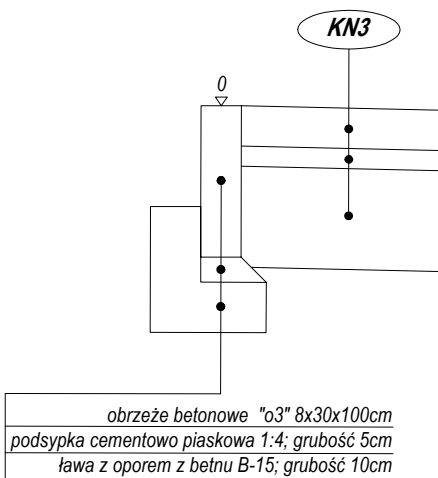 KN3
0
obrzeże betonowe "o3" 8x30x100cm
podsypka cementowo piaskowa 1:4; grubość 5cm
ława z oporem z betnu B-15; grubość 10cm